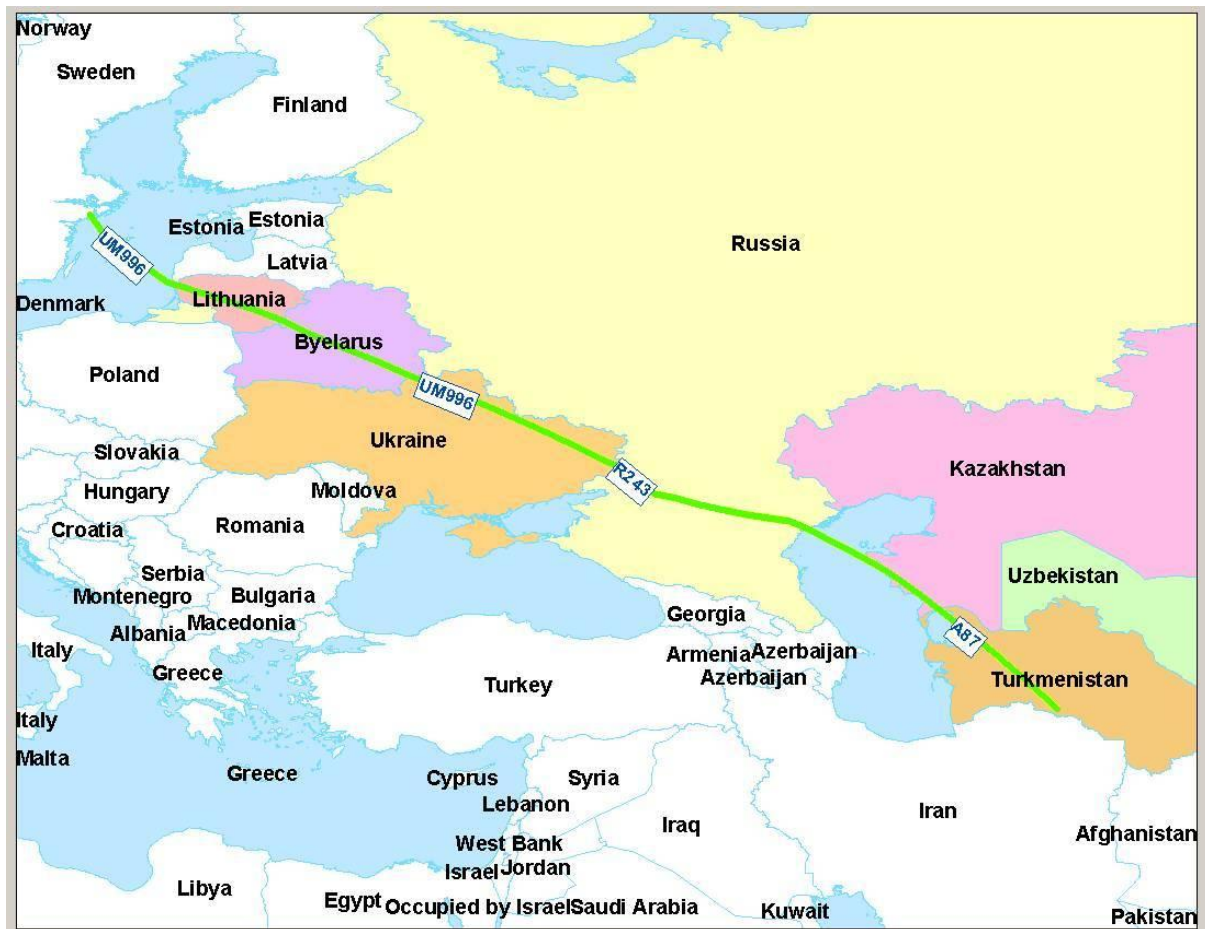 Norway
Sweden
Finland
Estonia
Estonia
Russia
UM996
Latvia
Denmark
Lithuania
Byelarus
Poland
UM996
Ukraine
Slovakia
R243
Kazakhstan
Hungary
Moldova
Croatia
Romania
Serbia
Uzbekistan
Montenegro
Bulgaria
Georgia
Macedonia
Albania
A87
Italy
Armenia
Azerbaijan
Greece
Azerbaijan
Turkey
Turkmenistan
Italy
Malta
Greece
Cyprus
Syria
Lebanon
Iran
Iraq
Afghanistan
West Bank
Israel
Jordan
Libya
Egypt
Occupied by Israel
Saudi Arabia
Kuwait
Pakistan